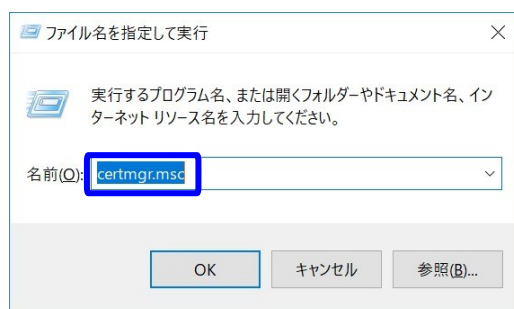 ファイル名を指定して実行
実行するプログラム名、または開くフォルダーやドキュメント名、イン
ターネット リソース名を入力してください。
名前(O): certmgr.msc
OK キャンセル 参照(B)...